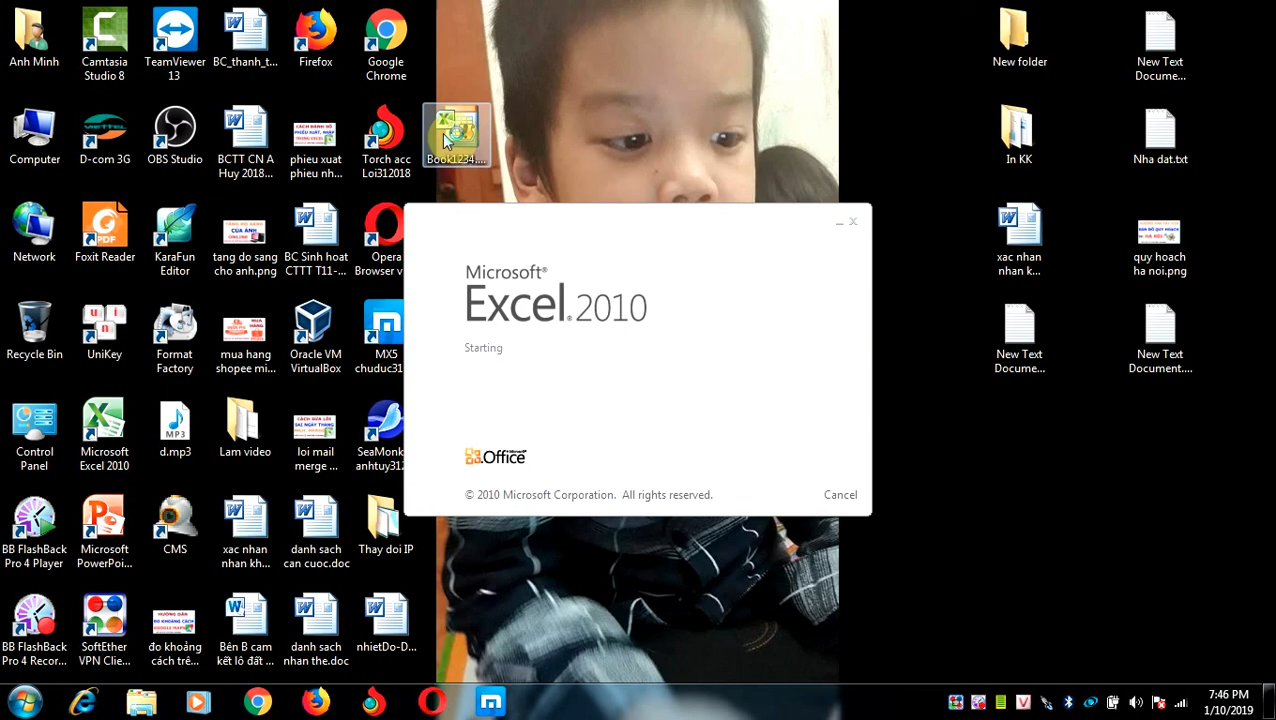 Anh Minh
Camtasia
Studio 8
TeamViewer
13
BC_thanh_t...
Firefox
Google
Chrome
New folder
New Text
Docume...
Computer
D-com 3G
OBS Studio
BCTT CN A
Huy 2018...
phieu xuat
phieu nh...
Torch acc
Loi312018
Book1234....
In KK
Nha dat.txt
ork
PDF
Foxit Reader
KaraFun
Editor
tang do sang
cho anh.png
BC Sinh hoa
CTTT T11-...
Opera
Browser v
xac nhan
nhan k...
quy hoach
ha noi.png
Microsoft®
Excel® 2010
Starting
Recycle Bin
UniKey
Format
Factory
mua hang
shopee mi...
Oracle VM
VirtualBox
MX5
chuduc31
New Text
Docume...
New Text
Document....
Control
Panel
Microsoft
Excel 2010
MP3
d.mp3
Lam video
loi mail
merge ...
SeaMonk
anhtuy312
Office
© 2010 Microsoft Corporation.  All rights reserved.
Cancel
BB FlashBack
Pro 4 Player
Microsoft
PowerPoi...
CMS
xac nhan
nhan kh...
danh sach
can cuoc.doc
Thay doi IP
BB FlashBack
Pro 4 Recor...
SoftEther
VPN Clie...
đo khoảng
cách trê...
Bên B cam
kết lô đất ...
danh sach
nhan the.doc
nhietDo-D...
7:46 PM
1/10/2019